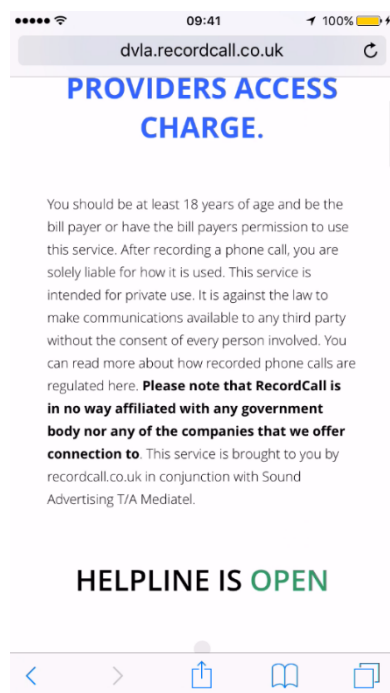 09:41
100%
dvla.recordcall.co.uk
PROVIDERS ACCESS
CHARGE.
You should be at least 18 years of age and be the
bill payer or have the bill payers permission to use
this service. After recording a phone call, you are
solely liable for how it is used. This service is
intended for private use. It is against the law to
make communications available to any third party
without the consent of every person involved. You
can read more about how recorded phone calls are
regulated here. Please note that RecordCall is
in no way affiliated with any government
body nor any of the companies that we offer
connection to. This service is brought to you by
recordcall.co.uk in conjunction with Sound
Advertising T/A Mediatel.
HELPLINE IS OPEN